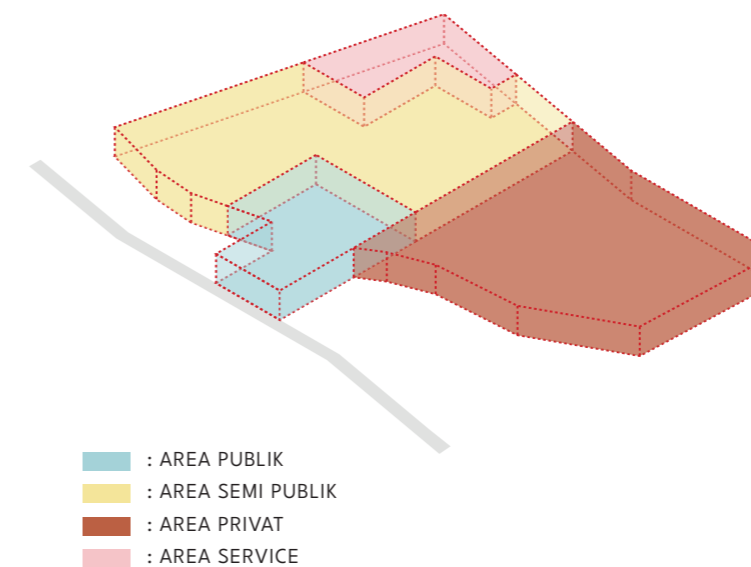 : AREA PUBLIK
: AREA SEMI PUBLIK
: AREA PRIVAT
: AREA SERVICE